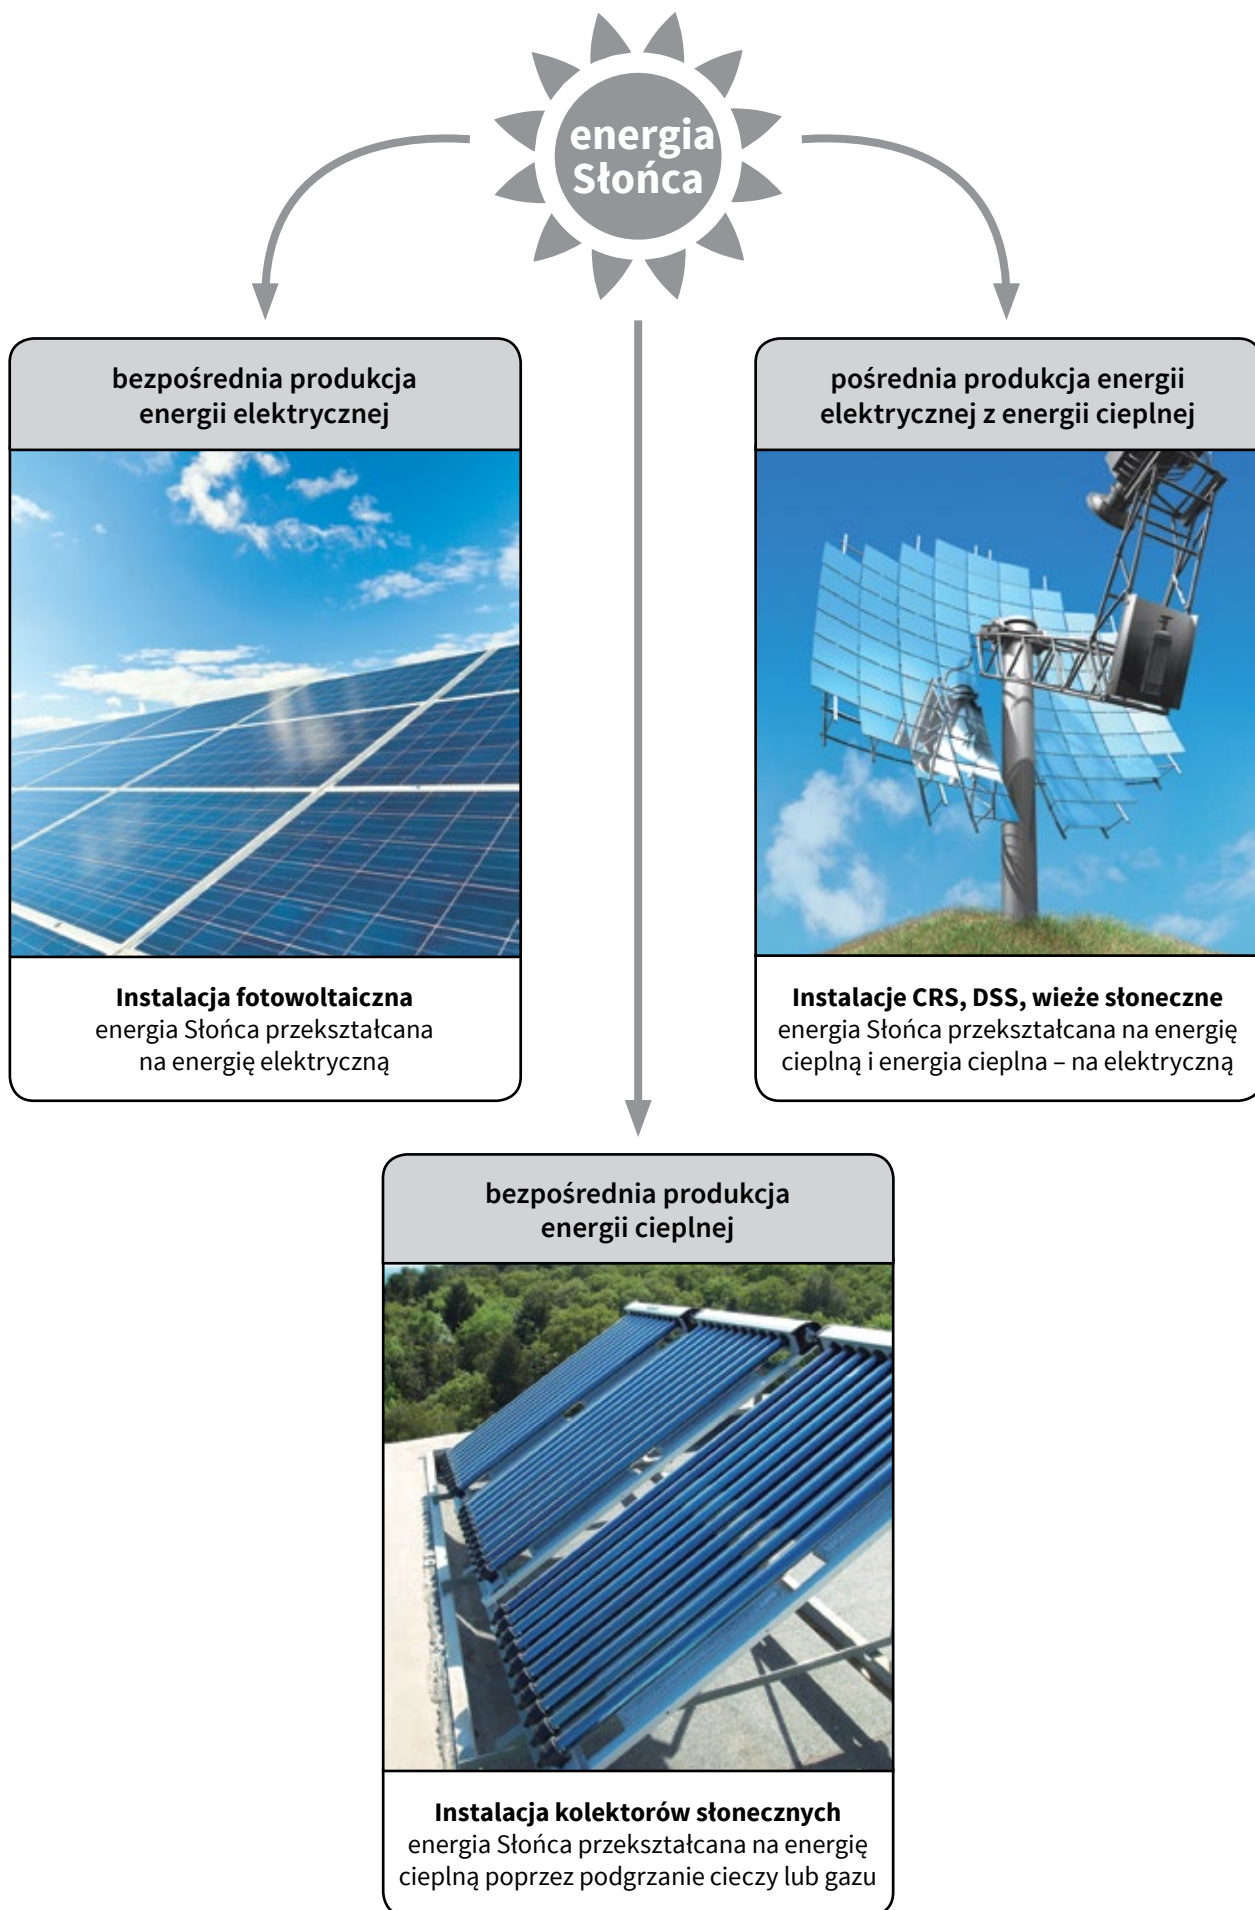 energia
Słońca
bezpośrednia produkcja
energii elektrycznej
Instalacja fotowoltaiczna
energia Słońca przekształcana
na energię elektryczną
pośrednia produkcja energii
elektrycznej z energii cieplnej
Instalacje CRS, DSS, wieże słoneczne
energia Słońca przekształcana na energię
cieplną i energia cieplna – na elektryczną
bezpośrednia produkcja
energii cieplnej
Instalacja kolektorów słonecznych
energia Słońca przekształcana na energię
cieplną poprzez podgrzanie cieczy lub gazu